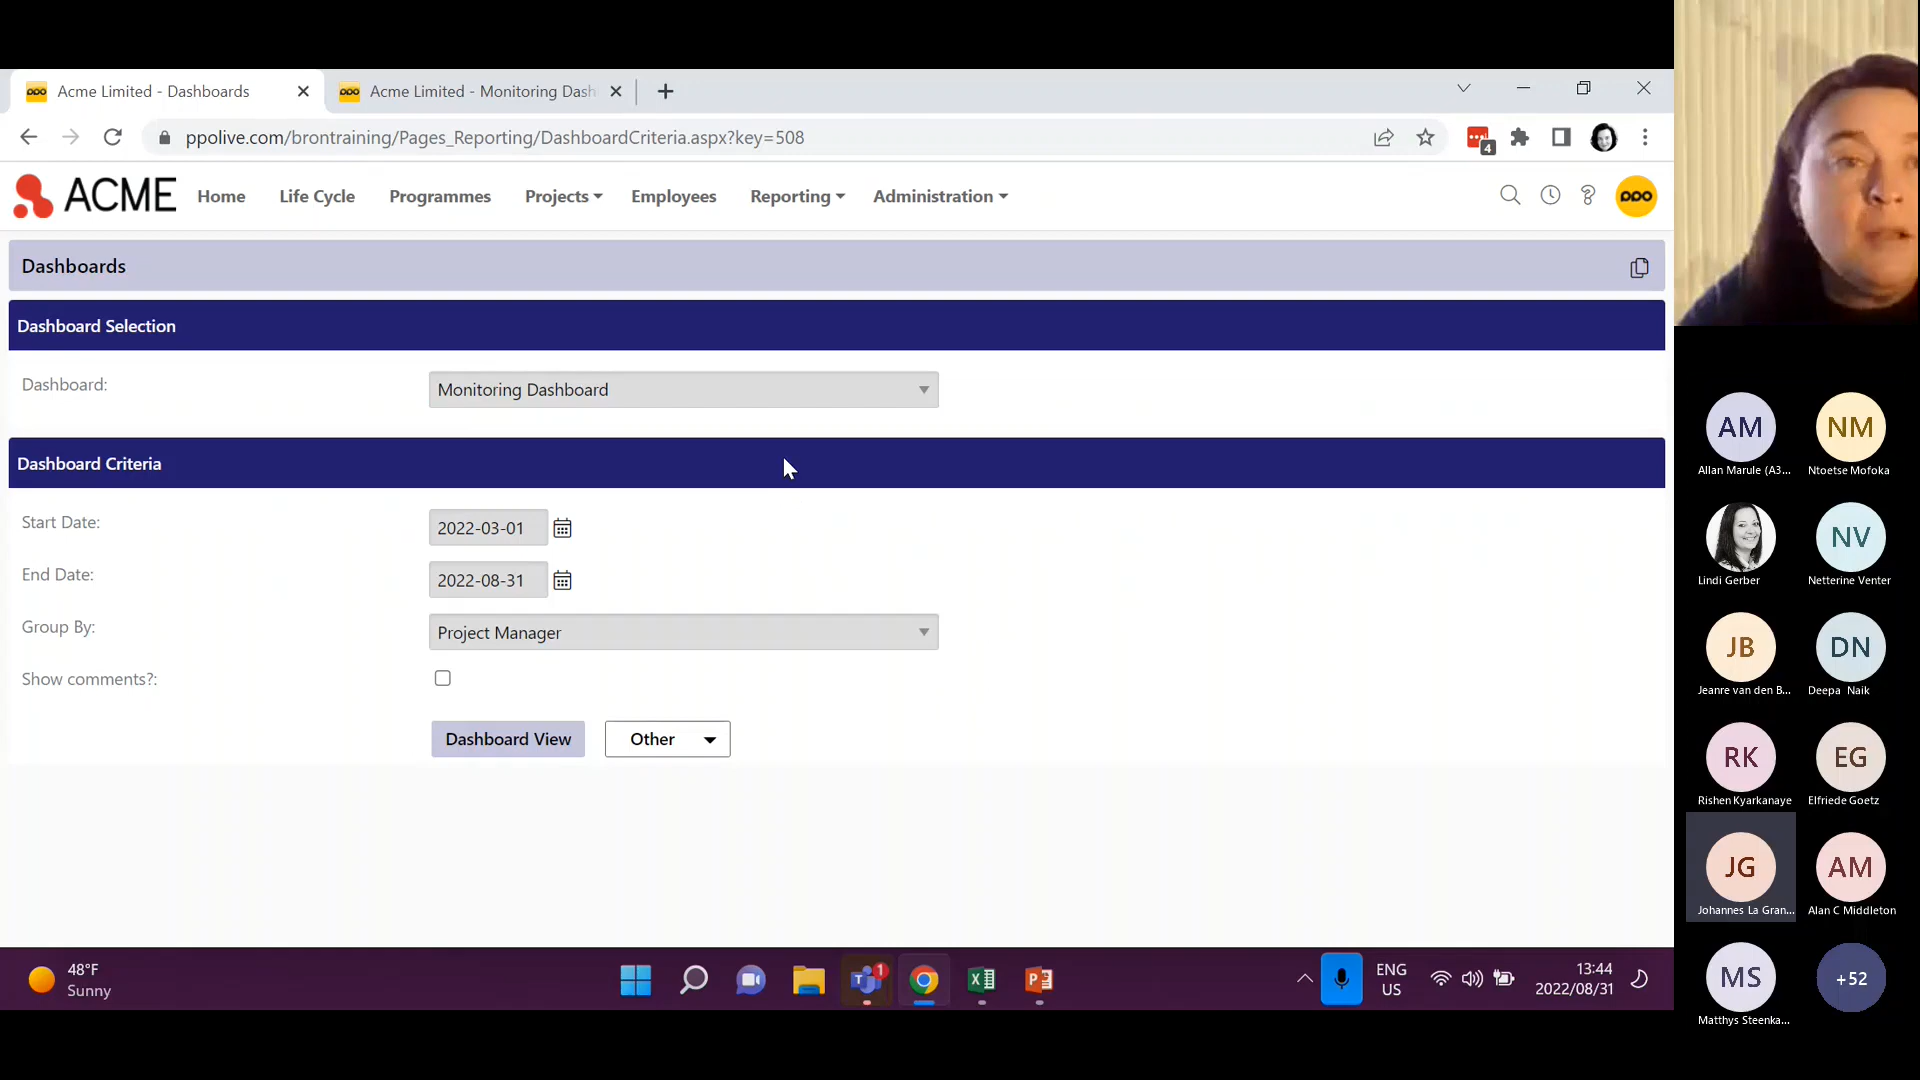 Acme Limited - Dashboards
Acme Limited - Monitoring Dash
ppolive.com/brontraining/Pages_Reporting/DashboardCriteria.aspx?key=508
4
ACME
Home
Life Cycle
Programmes
Projects
Employees
Reporting
Administration
ppo
Dashboards
Dashboard Selection
Dashboard:
Monitoring Dashboard
Dashboard Criteria
Start Date:
2022-03-01
End Date:
2022-08-31
Group By:
Project Manager
Show comments?:
Dashboard View
Other
AM
Allan Marule (A3...
NM
Ntoetse Mofoka
Lindi Gerber
NV
Netterine Venter
JB
Jeanre van den B...
DN
Deepa Naik
RK
Rishen Kyarkanaye
EG
Elfriede Goetz
JG
Johannes La Gran...
AM
Alan C Middleton
MS
Matthys Steenka...
+52
48°F
Sunny
1
ENG
US
13:44
2022/08/31